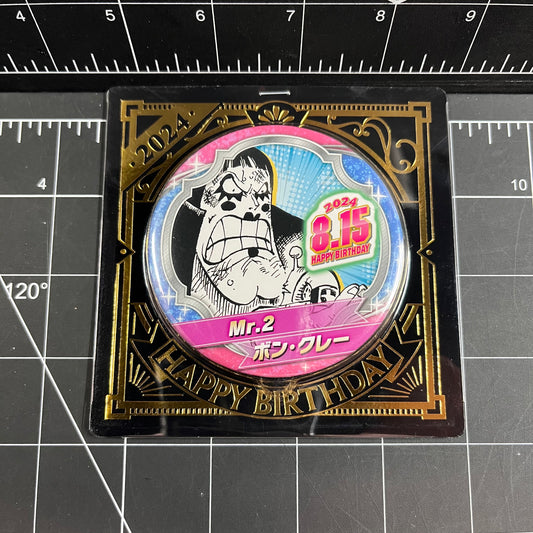 4 5 6 7 8 9
2024
2024
8.15
HAPPY BIRTHDAY
4
10
120°
Mr.2
ボン・クレー
HAPPY BIRTHDAY